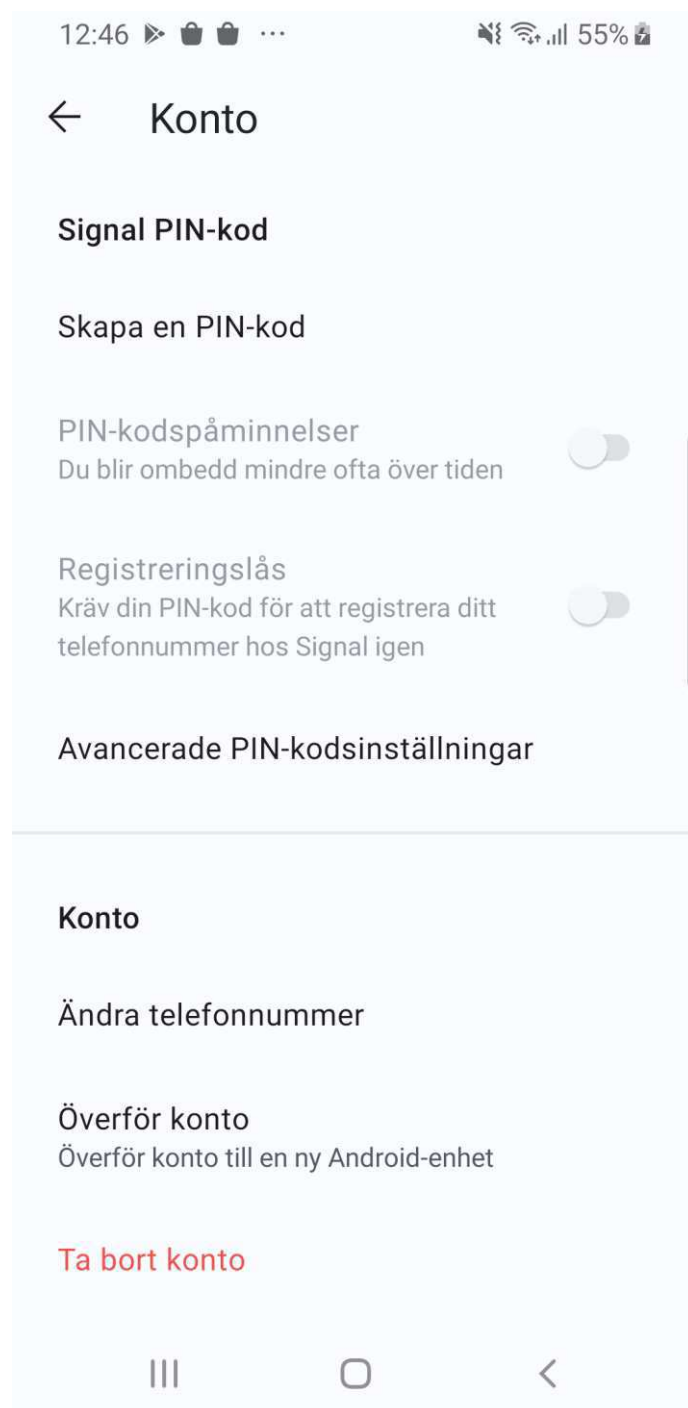 12:46 ... 55%
Konto
Signal PIN-kod
Skapa en PIN-kod
PIN-kodspåminnelser
Du blir ombedd mindre ofta över tiden
Registreringslås
Kräv din PIN-kod för att registrera ditt
telefonnummer hos Signal igen
Avancerade PIN-kodsinställningar
Konto
Ändra telefonnummer
Överför konto
Överför konto till en ny Android-enhet
Ta bort konto